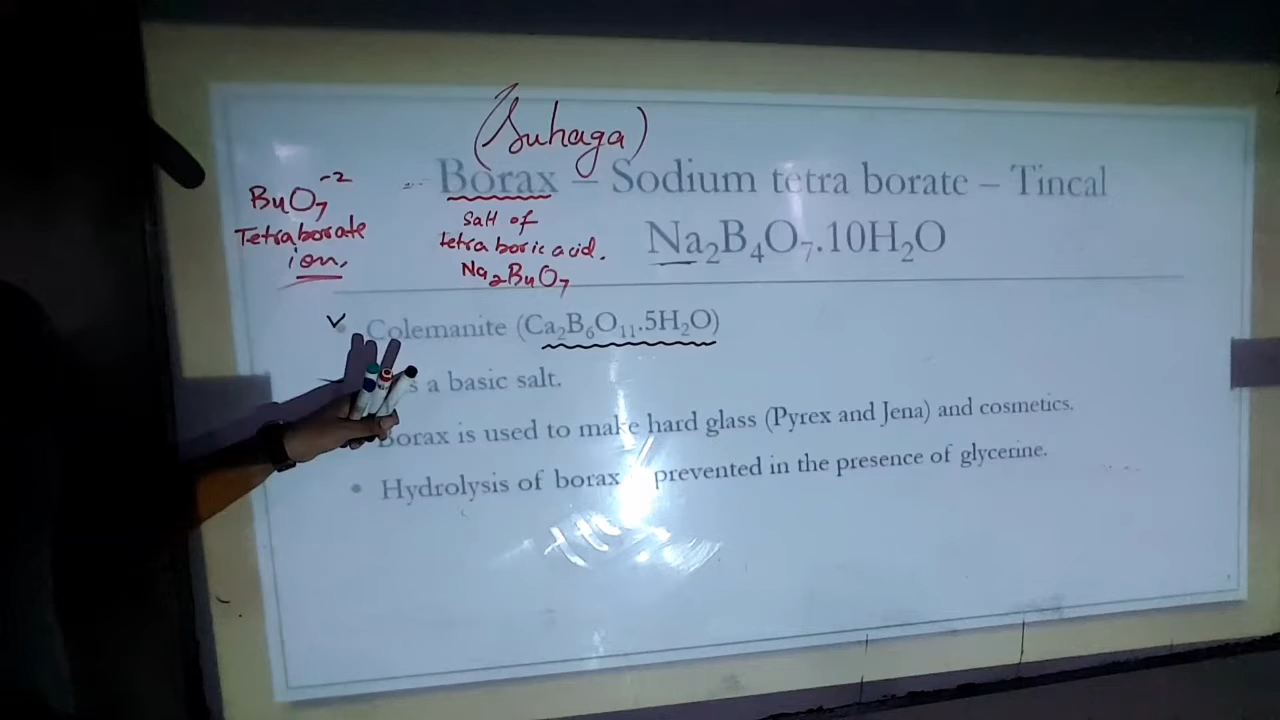 (Suhaga)
Borax – Sodium tetra borate – Tincal
Na₂B₄O₇.10H₂O
B4O7⁻²
Tetraborate
ion.
Salt of
tetra boric acid.
Na₂B4O₇
Colemanite (Ca₂B₆O₁₁.5H₂O)
a basic salt.
Borax is used to make hard glass (Pyrex and Jena) and cosmetics.
• Hydrolysis of borax prevented in the presence of glycerine.